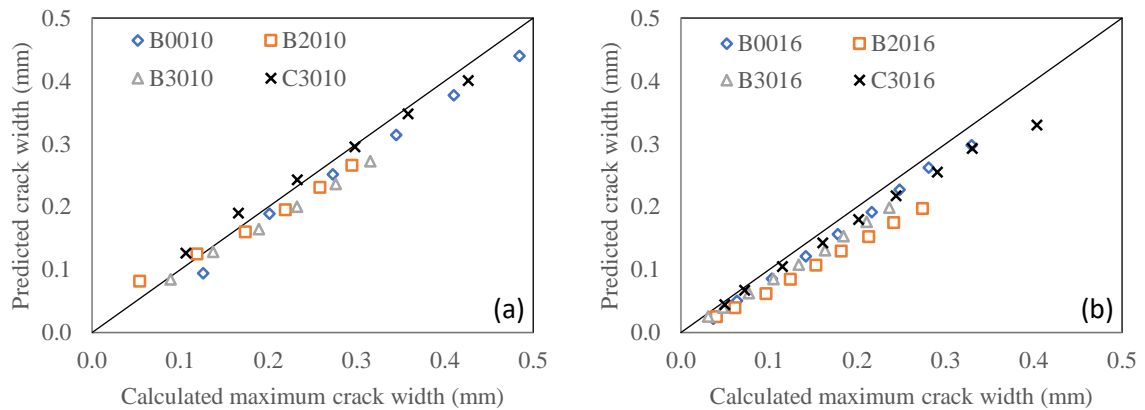 0.5
0.4
0.3
0.2
0.1
0.0
Predicted crack width (mm)
B0010 B2010
B3010 C3010
(a)
0.0 0.1 0.2 0.3 0.4 0.5
Calculated maximum crack width (mm)
0.5
0.4
0.3
0.2
0.1
0.0
Predicted crack width (mm)
B0016 B2016
B3016 C3016
(b)
0.0 0.1 0.2 0.3 0.4 0.5
Calculated maximum crack width (mm)